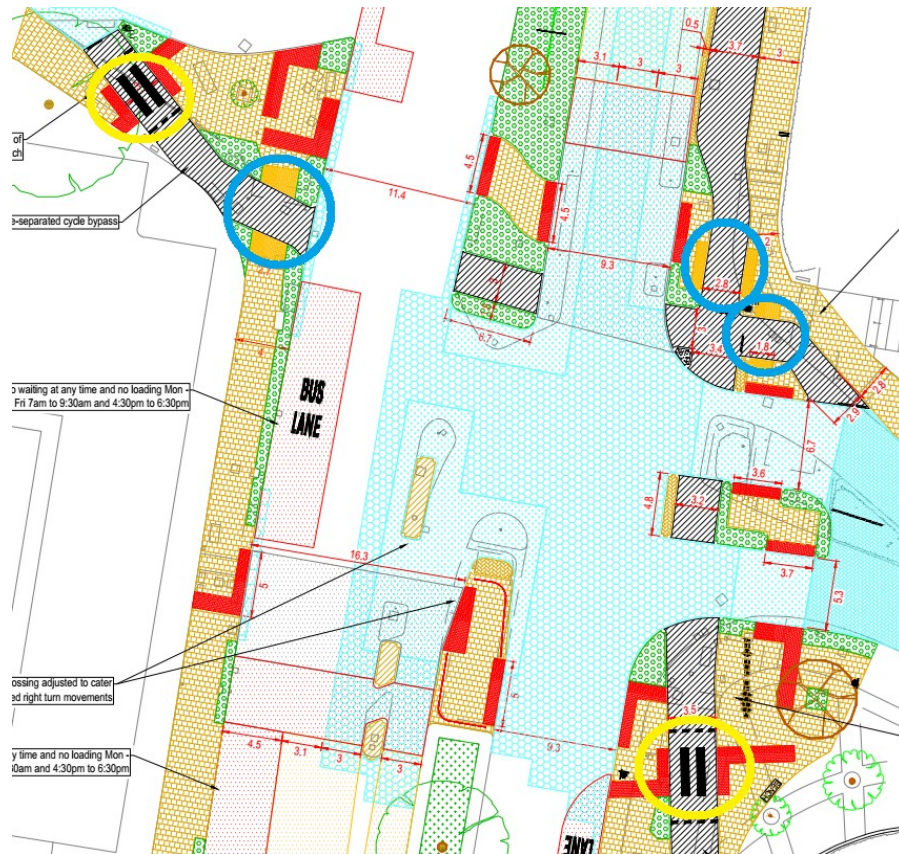 0.5
3.7
3
3.1
3
3
of
ch
4.5
11.4
4.5
e-separated cycle bypass
9.3
2
2.8
3
3
3.4
1.8
6.7
4
o waiting at any time and no loading Mon -
Fri 7am to 9:30am and 4:30pm to 6:30pm
BUS
LANE
2.9
2.8
6.7
3.6
4.8
3.2
16.3
5
3.7
5.3
ossing adjusted to cater
ed right turn movements
5
3.5
9.3
y time and no loading Mon -
0am and 4:30pm to 6:30pm
4.5
3.1
3
3
LANE